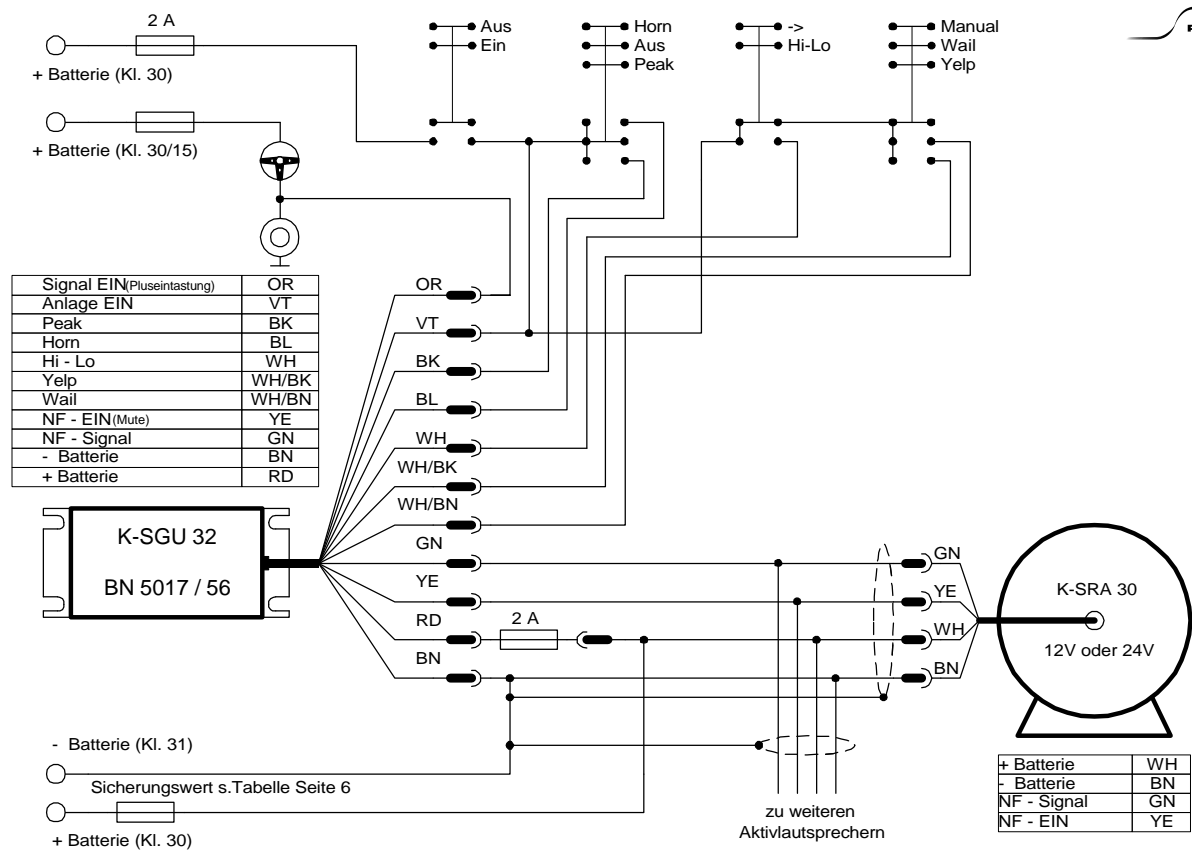 2 A
+ Batterie (Kl. 30)
+ Batterie (Kl. 30/15)
Aus
Ein
Horn
Aus
Peak
->
Hi-Lo
Manual
Wail
Yelp
Signal EIN(Pluseintastung) OR
Anlage EIN VT
Peak BK
Horn BL
Hi - Lo WH
Yelp WH/BK
Wail WH/BN
NF - EIN(Mute) YE
NF - Signal GN
- Batterie BN
+ Batterie RD
OR
VT
BK
BL
WH
WH/BK
WH/BN
GN
YE
RD
BN
2 A
K-SGU 32
BN 5017 / 56
GN
YE
WH
BN
K-SRA 30
12V oder 24V
- Batterie (Kl. 31)
Sicherungswert s.Tabelle Seite 6
+ Batterie (Kl. 30)
zu weiteren
Aktivlautsprechern
+ Batterie WH
- Batterie BN
NF - Signal GN
NF - EIN YE